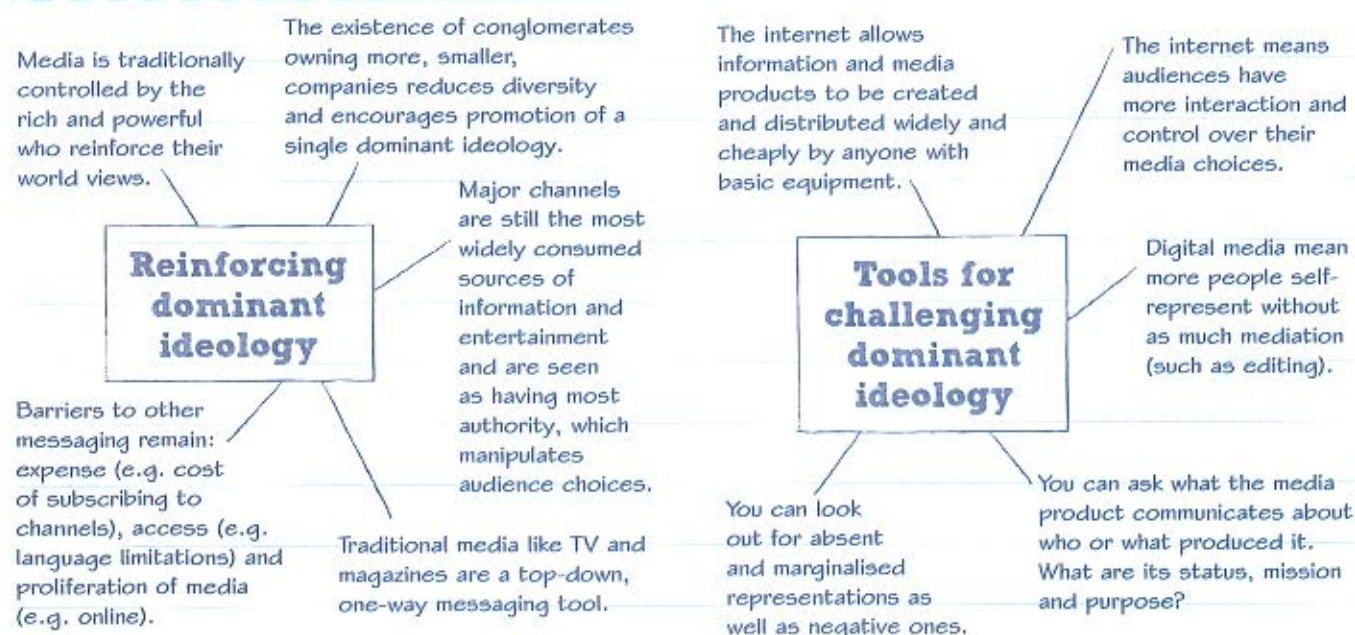 Media is traditionally
controlled by the
rich and powerful
who reinforce their
world views.
The existence of conglomerates
owning more, smaller,
companies reduces diversity
and encourages promotion of a
single dominant ideology.
Major channels
are still the most
widely consumed
sources of
information and
entertainment
and are seen
as having most
authority, which
manipulates
audience choices.
Reinforcing
dominant
ideology
Barriers to other
messaging remain:
expense (e.g. cost
of subscribing to
channels), access (e.g.
language limitations) and
proliferation of media
(e.g. online).
Traditional media like TV and
magazines are a top-down,
one-way messaging tool.
The internet allows
information and media
products to be created
and distributed widely and
cheaply by anyone with
basic equipment.
The internet means
audiences have
more interaction and
control over their
media choices.
Tools for
challenging
dominant
ideology
Digital media mean
more people self-
represent without
as much mediation
(such as editing).
You can look
out for absent
and marginalised
representations as
well as negative ones.
You can ask what the media
product communicates about
who or what produced it.
What are its status, mission
and purpose?